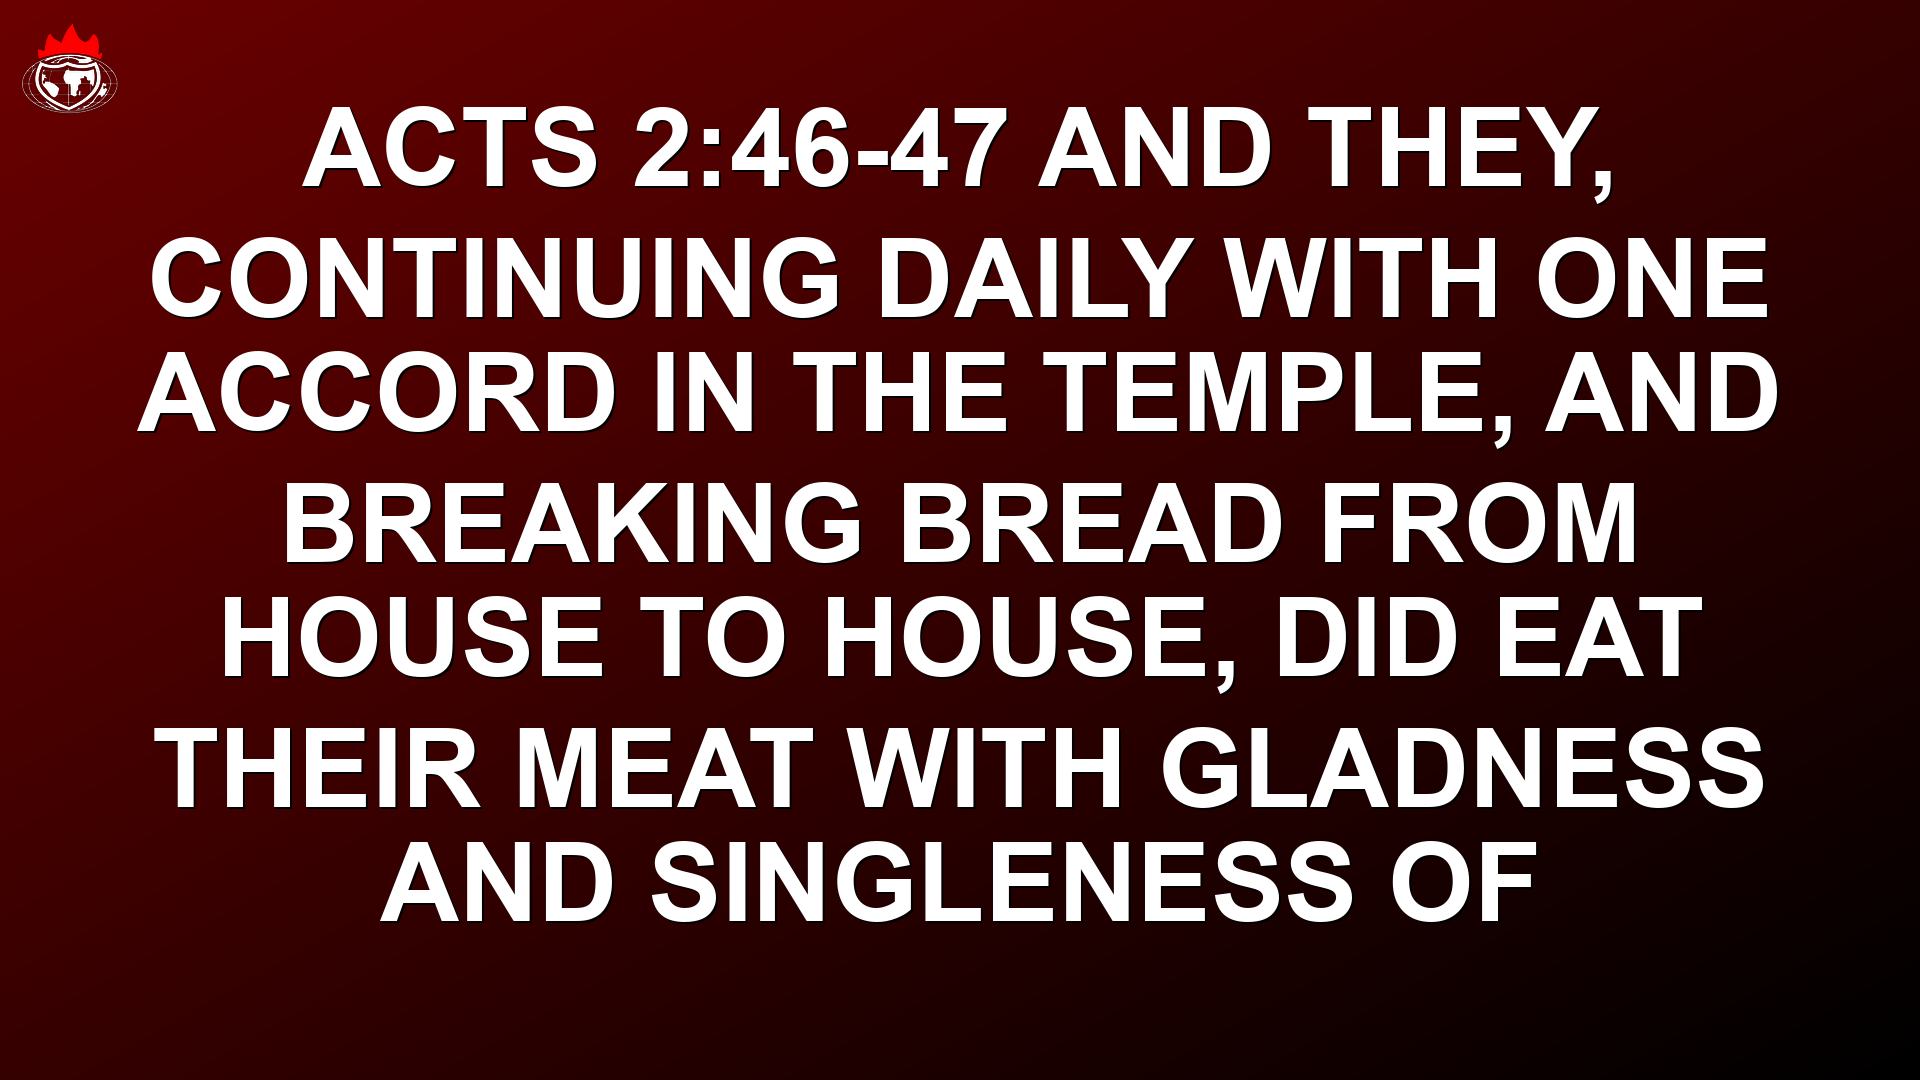 ACTS 2:46-47 AND THEY,
CONTINUING DAILY WITH ONE
ACCORD IN THE TEMPLE, AND
BREAKING BREAD FROM
HOUSE TO HOUSE, DID EAT
THEIR MEAT WITH GLADNESS
AND SINGLENESS OF